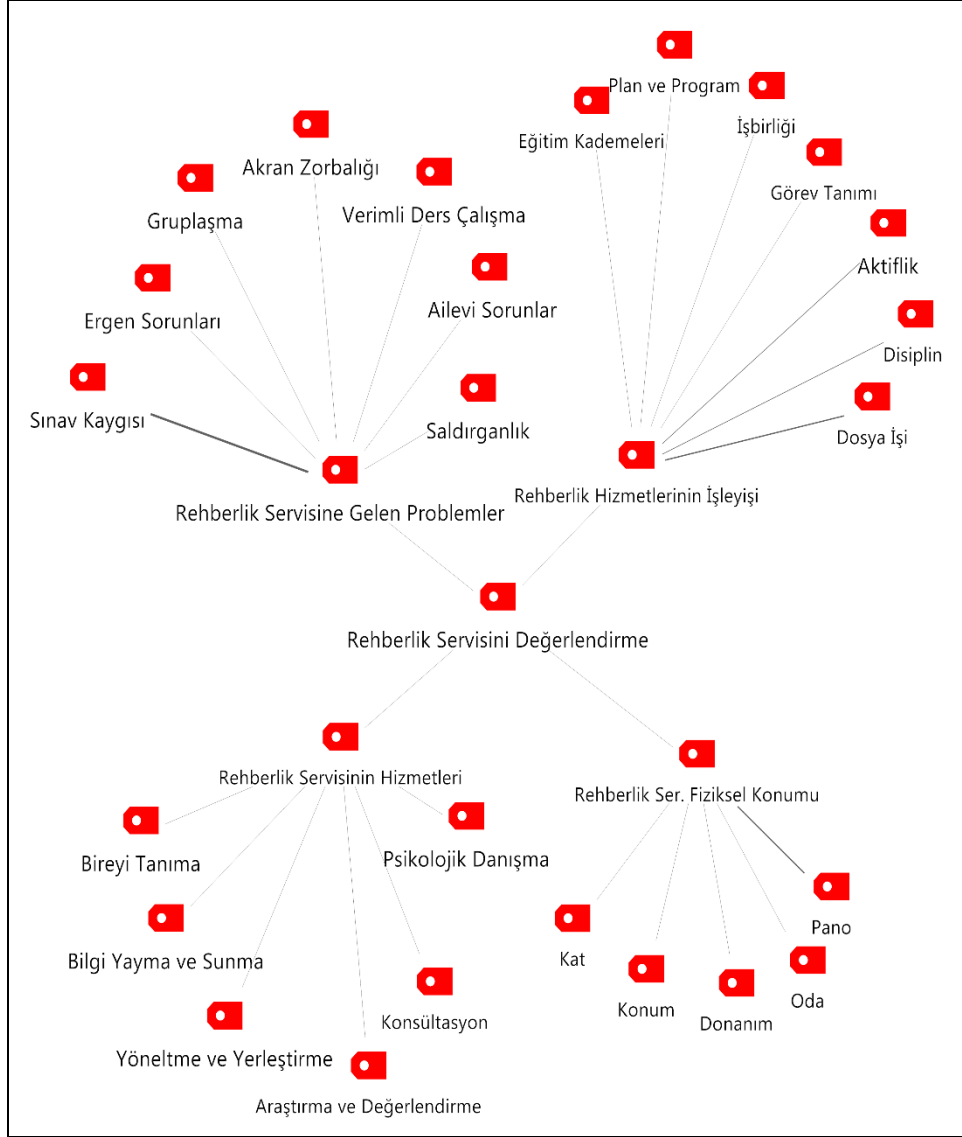 Plan ve Program
İşbirliği
Eğitim Kademeleri
Akran Zorbalığı
Görev Tanımı
Verimli Ders Çalışma
Gruplaşma
Aktiflik
Ailevi Sorunlar
Ergen Sorunları
Disiplin
Sınav Kaygısı
Saldırganlık
Dosya İşi
Rehberlik Servisine Gelen Problemler
Rehberlik Hizmetlerinin İşleyişi
Rehberlik Servisini Değerlendirme
Rehberlik Servisinin Hizmetleri
Rehberlik Ser. Fiziksel Konumu
Bireyi Tanıma
Psikolojik Danışma
Pano
Bilgi Yayma ve Sunma
Kat
Oda
Konum
Donanım
Konsültasyon
Yöneltme ve Yerleştirme
Araştırma ve Değerlendirme